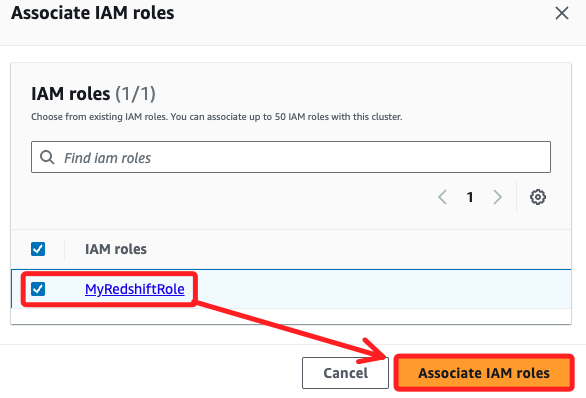 Associate IAM roles
IAM roles (1/1)
Choose from existing IAM roles. You can associate up to 50 IAM roles with this cluster.
Find iam roles
1
IAM roles
MyRedshiftRole
Cancel
Associate IAM roles